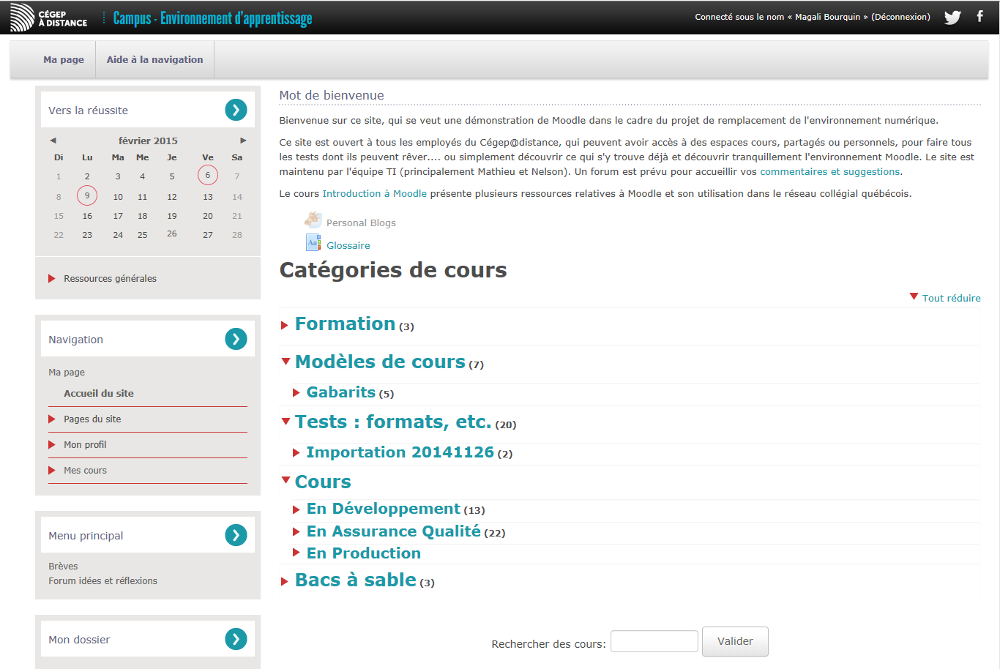 CÉGEP
À DISTANCE
Campus - Environnement d'apprentissage
Connecté sous le nom « Magali Bourquin » (Déconnexion)
Ma page
Aide à la navigation
Vers la réussite
◄ février 2015 ►
Di Lu Ma Me Je Ve Sa
1 2 3 4 5 6 7
8 9 10 11 12 13 14
15 16 17 18 19 20 21
22 23 24 25 26 27 28
Ressources générales
Navigation
Ma page
Accueil du site
Pages du site
Mon profil
Mes cours
Menu principal
Brèves
Forum idées et réflexions
Mon dossier
Mot de bienvenue
Bienvenue sur ce site, qui se veut une démonstration de Moodle dans le cadre du projet de remplacement de l'environnement numérique.
Ce site est ouvert à tous les employés du Cégep@distance, qui peuvent avoir accès à des espaces cours, partagés ou personnels, pour faire tous
les tests dont ils peuvent rêver.... ou simplement découvrir ce qui s'y trouve déjà et découvrir tranquillement l'environnement Moodle. Le site est
maintenu par l'équipe TI (principalement Mathieu et Nelson). Un forum est prévu pour accueillir vos commentaires et suggestions.
Le cours Introduction à Moodle présente plusieurs ressources relatives à Moodle et son utilisation dans le réseau collégial québécois.
Personal Blogs
Aa Glossaire
Catégories de cours
Tout réduire
Formation (3)
Modèles de cours (7)
Gabarits (5)
Tests : formats, etc. (20)
Importation 20141126 (2)
Cours
En Développement (13)
En Assurance Qualité (22)
En Production
Bacs à sable (3)
Rechercher des cours: Valider